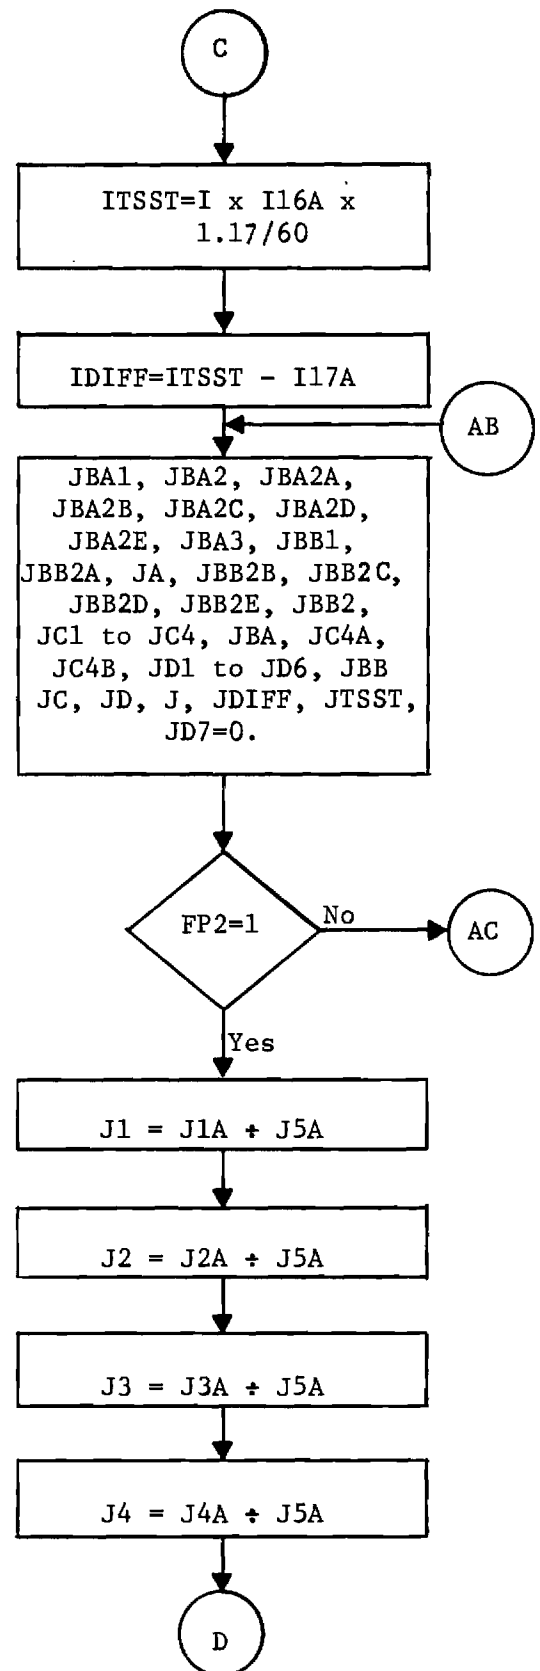 C
ITSST=I x I16A x
1.17/60
IDIFF=ITSST - I17A
AB
JBA1, JBA2, JBA2A,
JBA2B, JBA2C, JBA2D,
JBA2E, JBA3, JBB1,
JBB2A, JA, JBB2B, JBB2C,
JBB2D, JBB2E, JBB2,
JC1 to JC4, JBA, JC4A,
JC4B, JD1 to JD6, JBB
JC, JD, J, JDIFF, JTSST,
JD7=0.
FP2=1
No
AC
Yes
J1 = J1A ÷ J5A
J2 = J2A ÷ J5A
J3 = J3A ÷ J5A
J4 = J4A ÷ J5A
D